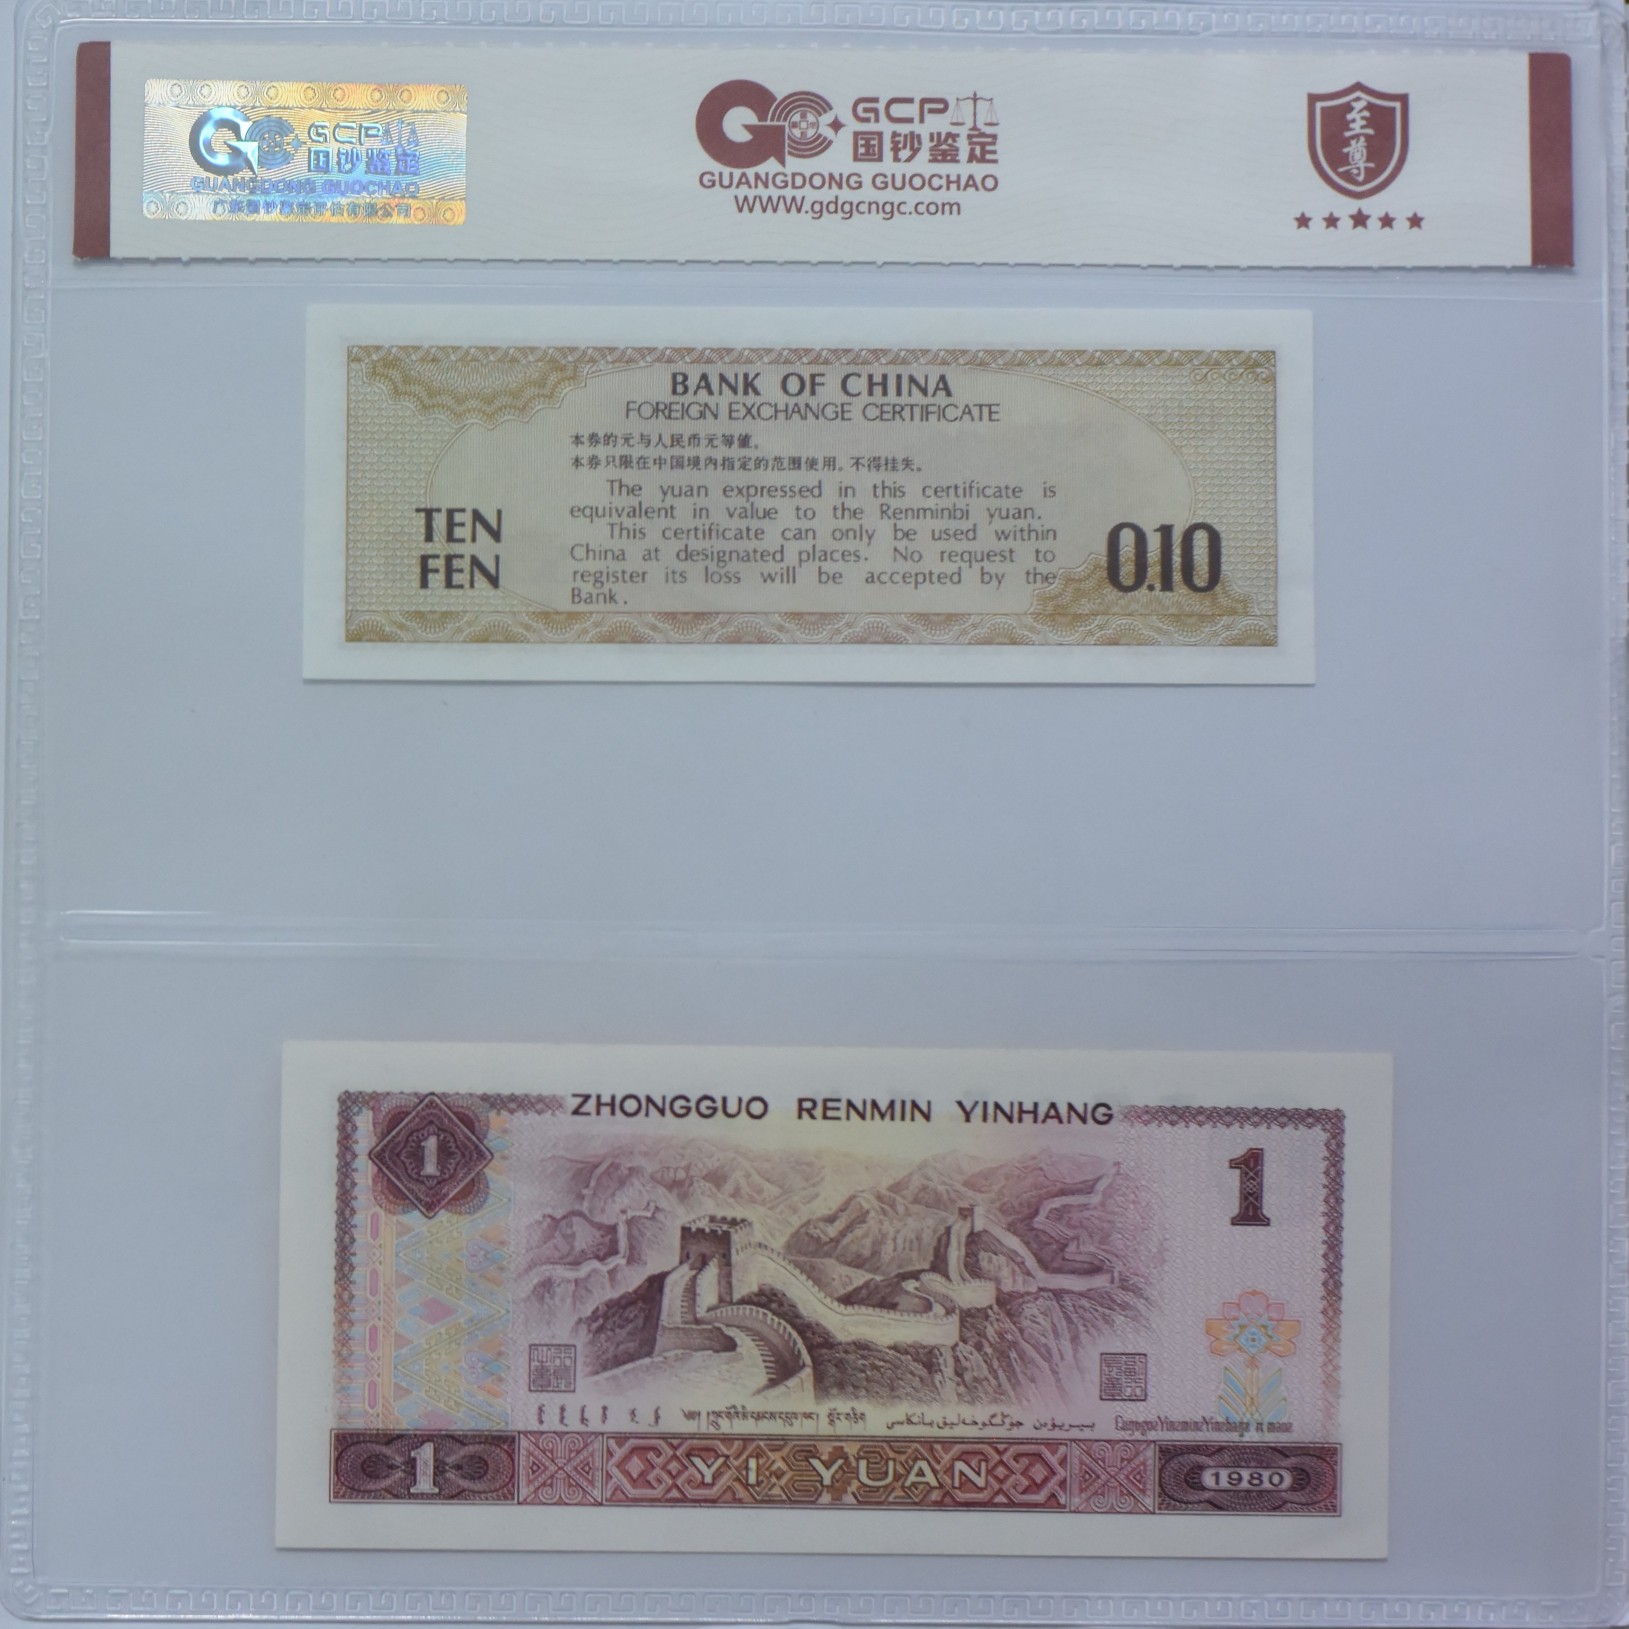 GCP
国钞鉴定
GUANGDONG GUOCHAO
GCP
国钞鉴定
GUANGDONG GUOCHAO
WWW.gdgcngc.com
至尊
BANK OF CHINA
FOREIGN EXCHANGE CERTIFICATE
本券的元与人民币元等值。
本券只限在中国境内指定的范围使用。不得挂失。
The yuan expressed in this certificate is
equivalent in value to the Renminbi yuan.
This certificate can only be used within
China at designated places. No request to
register its loss will be accepted by the
Bank.
TEN
FEN
0.10
ZHONGGUO RENMIN YINHANG
1
1
1
YI YUAN
1980